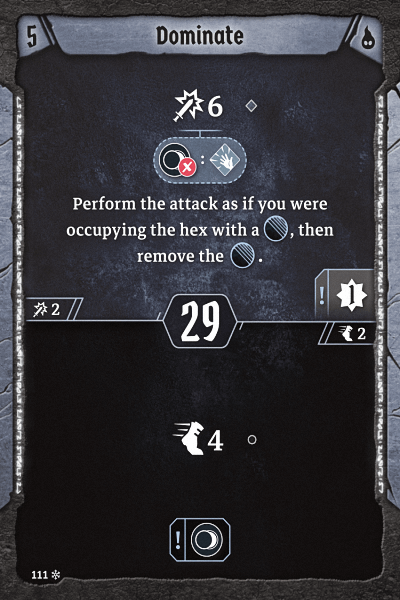 5
Dominate
6
:
Perform the attack as if you were
occupying the hex with a , then
remove the .
! 1
2
29
2
4
!
111